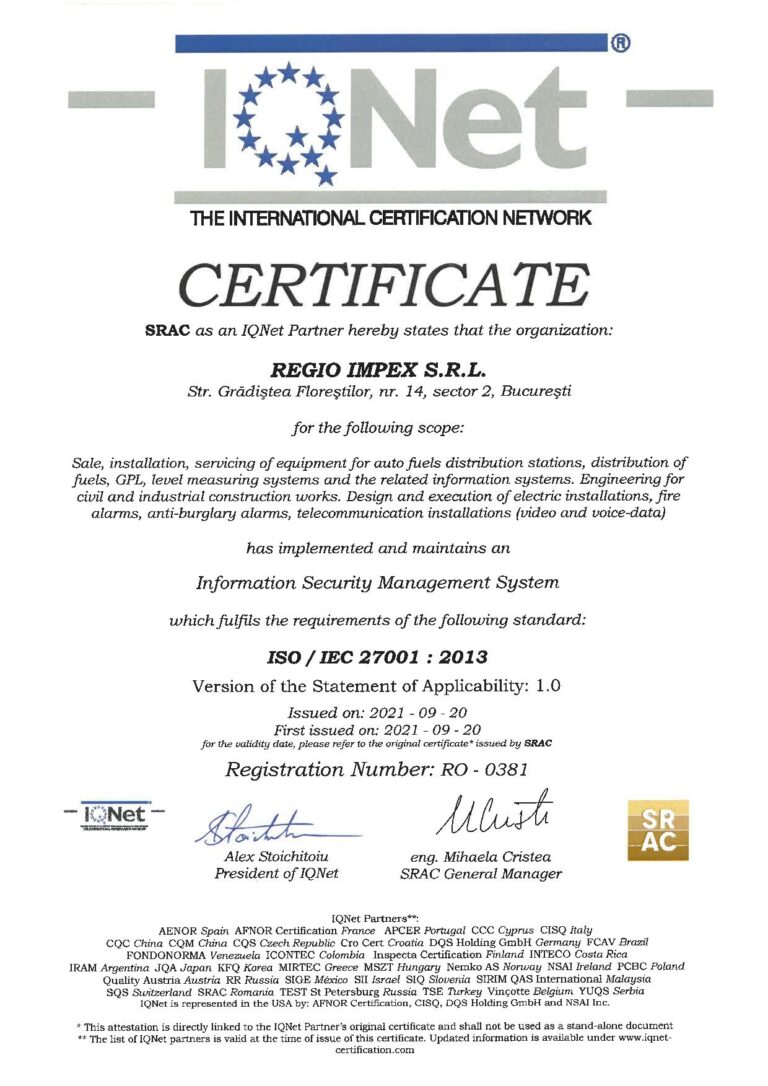 IQNet ®
THE INTERNATIONAL CERTIFICATION NETWORK
CERTIFICATE
SRAC as an IQNet Partner hereby states that the organization:
REGIO IMPEX S.R.L.
Str. Grădiştea Floreştilor, nr. 14, sector 2, Bucureşti
for the following scope:
Sale, installation, servicing of equipment for auto fuels distribution stations, distribution of
fuels, GPL, level measuring systems and the related information systems. Engineering for
civil and industrial construction works. Design and execution of electric installations, fire
alarms, anti-burglary alarms, telecommunication installations (video and voice-data)
has implemented and maintains an
Information Security Management System
which fulfils the requirements of the following standard:
ISO / IEC 27001 : 2013
Version of the Statement of Applicability: 1.0
Issued on: 2021 - 09 - 20
First issued on: 2021 - 09 - 20
for the validity date, please refer to the original certificate* issued by SRAC
Registration Number: RO - 0381
IQNet
SR
AC
Alex Stoichitoiu
President of IQNet
eng. Mihaela Cristea
SRAC General Manager
IQNet Partners**:
AENOR Spain AFNOR Certification France APCER Portugal CCC Cyprus CISQ Italy
CQC China CQM China CQS Czech Republic Cro Cert Croatia DQS Holding GmbH Germany FCAV Brazil
FONDONORMA Venezuela ICONTEC Colombia Inspecta Certification Finland INTECO Costa Rica
IRAM Argentina JQA Japan KFQ Korea MIRTEC Greece MSZT Hungary Nemko AS Norway NSAI Ireland PCBC Poland
Quality Austria Austria RR Russia SIGE México SII Israel SIQ Slovenia SIRIM QAS International Malaysia
SQS Switzerland SRAC Romania TEST St Petersburg Russia TSE Turkey Vinçotte Belgium YUQS Serbia
IQNet is represented in the USA by: AFNOR Certification, CISQ, DQS Holding GmbH and NSAI Inc.
* This attestation is directly linked to the IQNet Partner's original certificate and shall not be used as a stand-alone document
** The list of IQNet partners is valid at the time of issue of this certificate. Updated information is available under www.iqnet-
certification.com